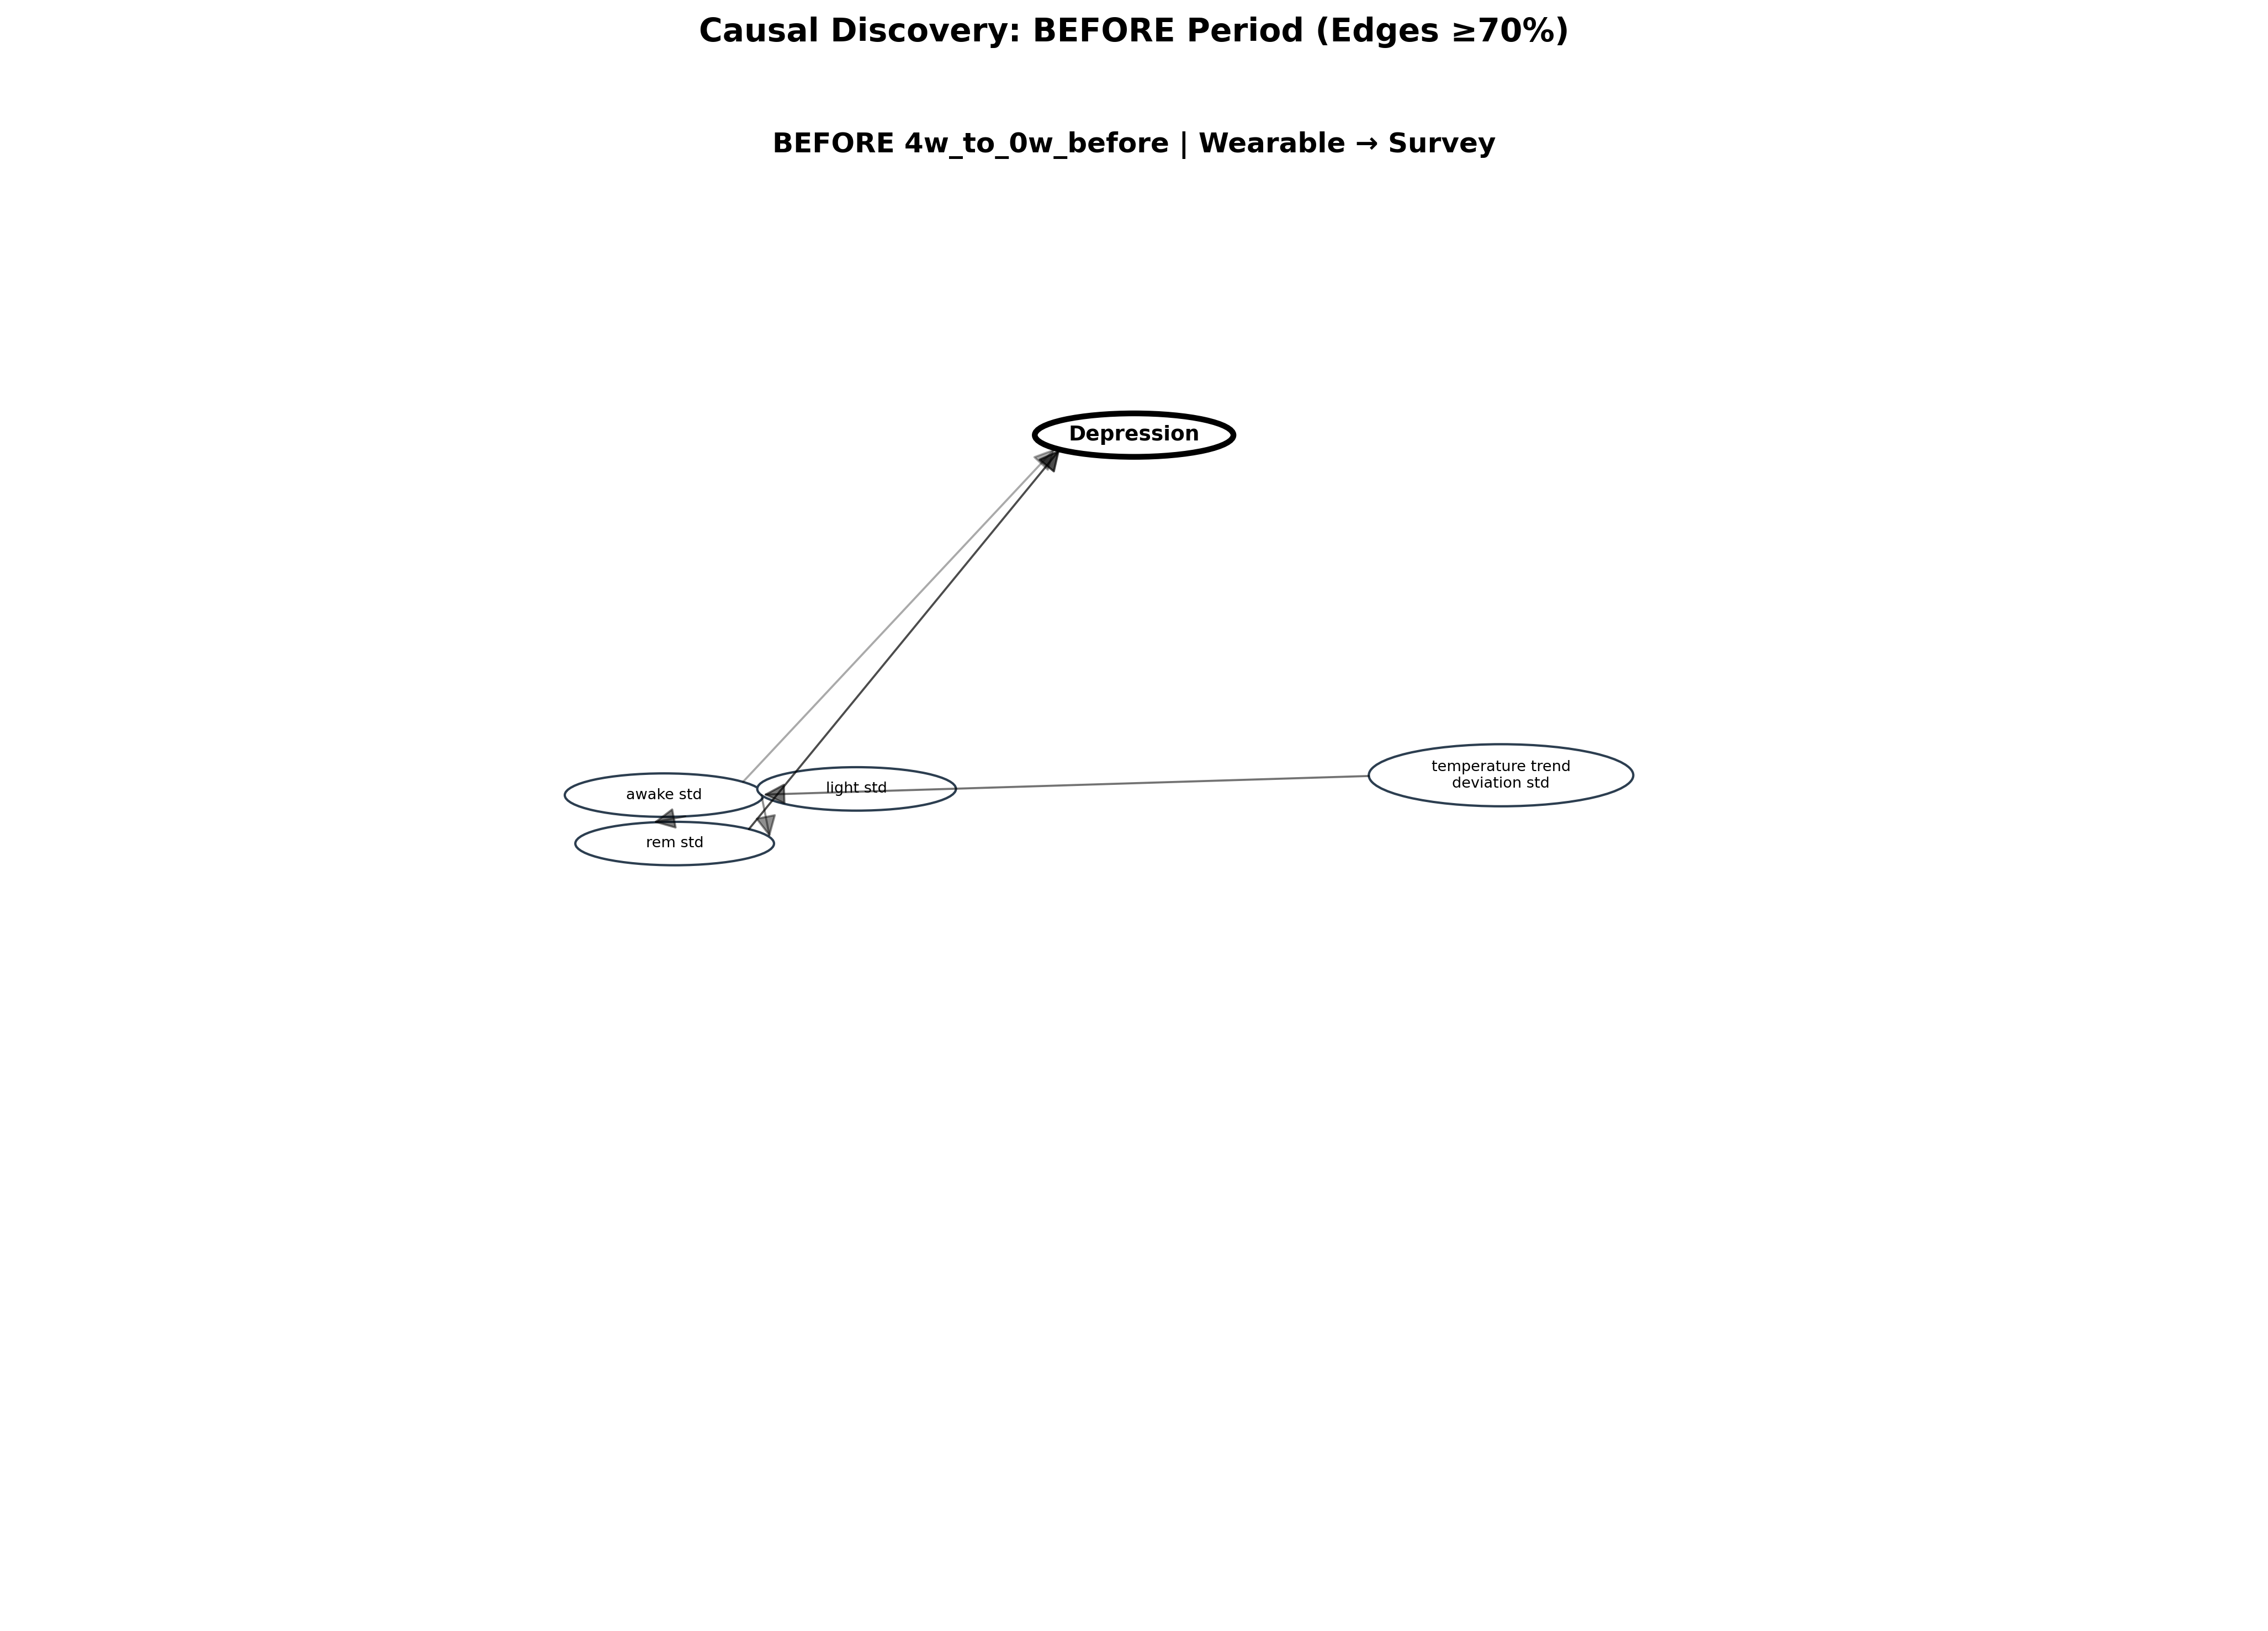 Causal Discovery: BEFORE Period (Edges ≥70%)
BEFORE 4w_to_0w_before | Wearable → Survey
Depression
temperature trend
deviation std
light std
awake std
rem std